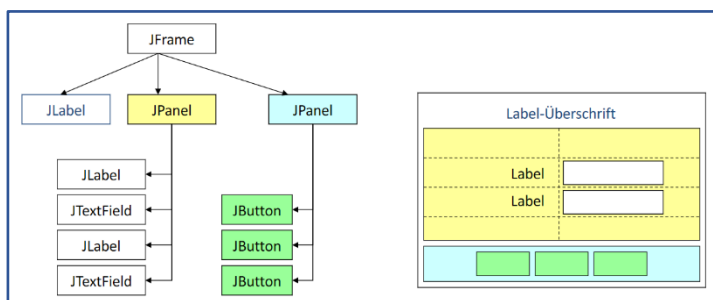 JFrame
JLabel
JPanel
JPanel
JLabel
JTextField
JLabel
JTextField
JButton
JButton
JButton
Label-Überschrift
Label
Label